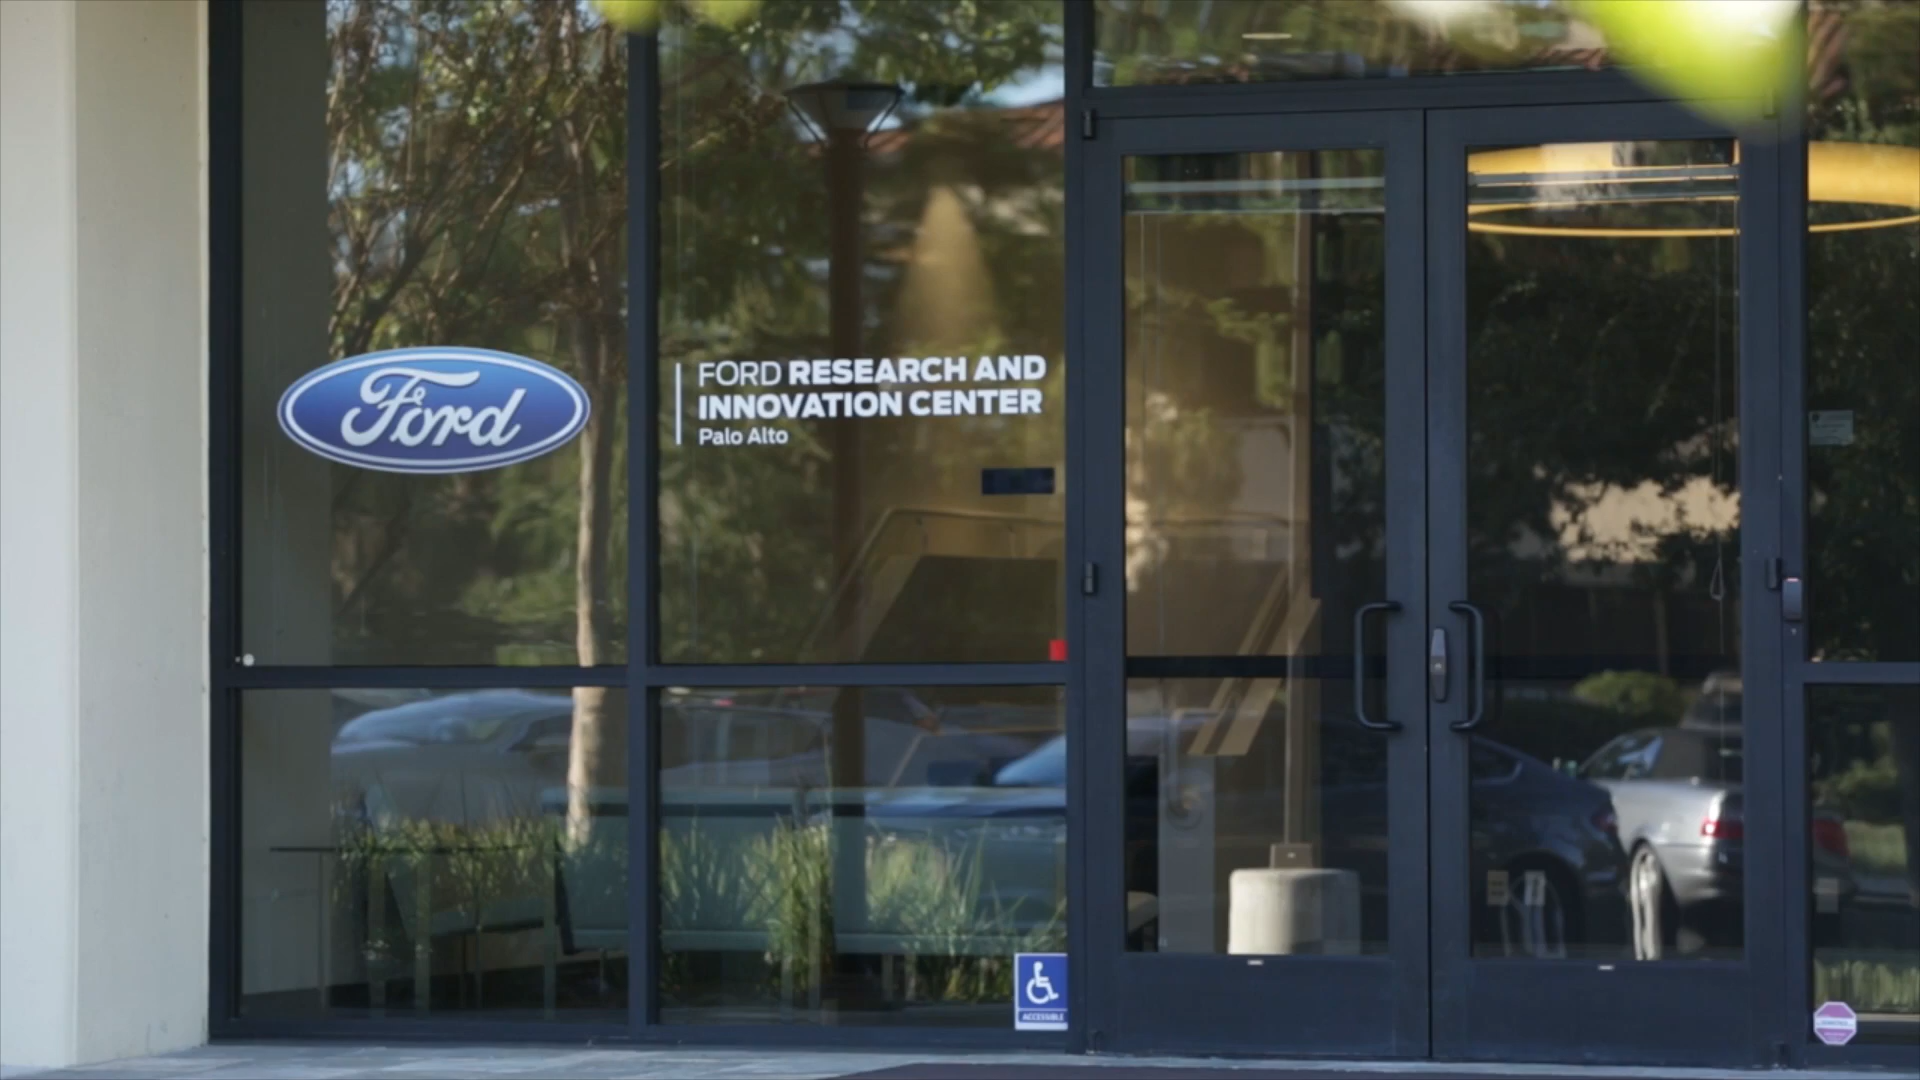 Ford
FORD RESEARCH AND
INNOVATION CENTER
Palo Alto
ACCESSIBLE